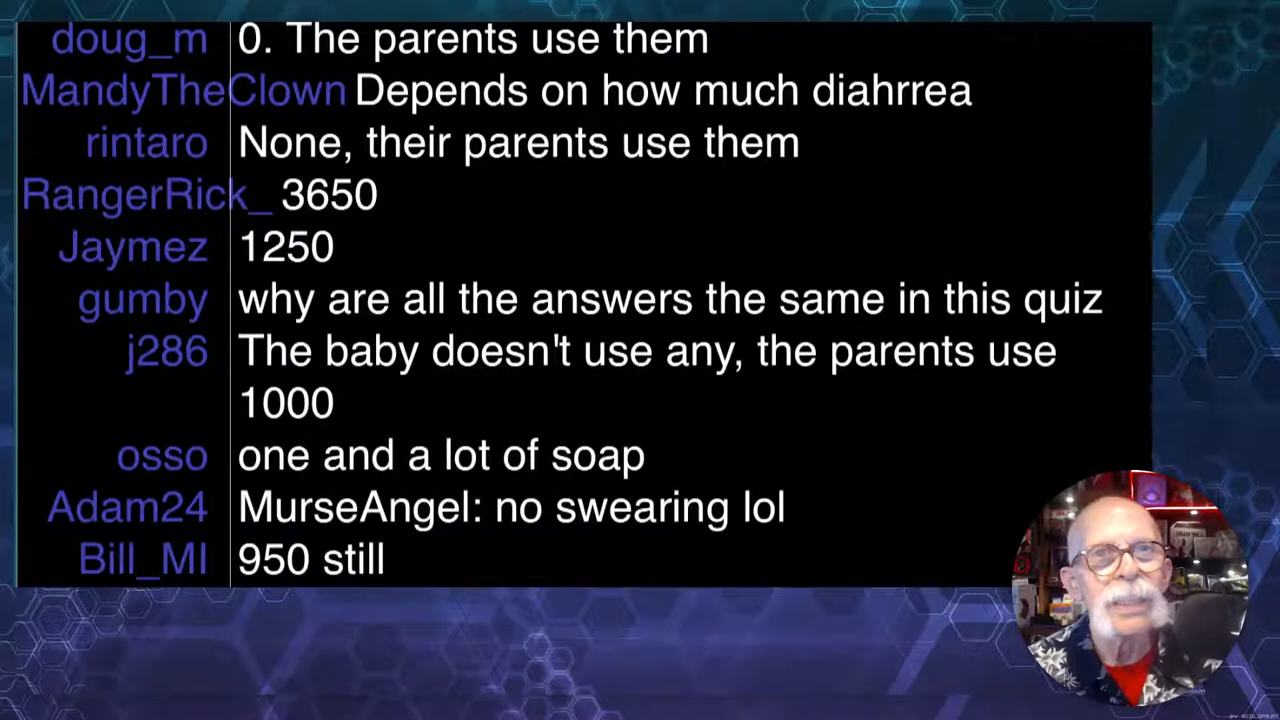 doug_m 0. The parents use them
MandyTheClown Depends on how much diahrrea
rintaro None, their parents use them
RangerRick_ 3650
Jaymez 1250
gumby why are all the answers the same in this quiz
j286 The baby doesn't use any, the parents use
1000
osso one and a lot of soap
Adam24 MurseAngel: no swearing lol
Bill_MI 950 still